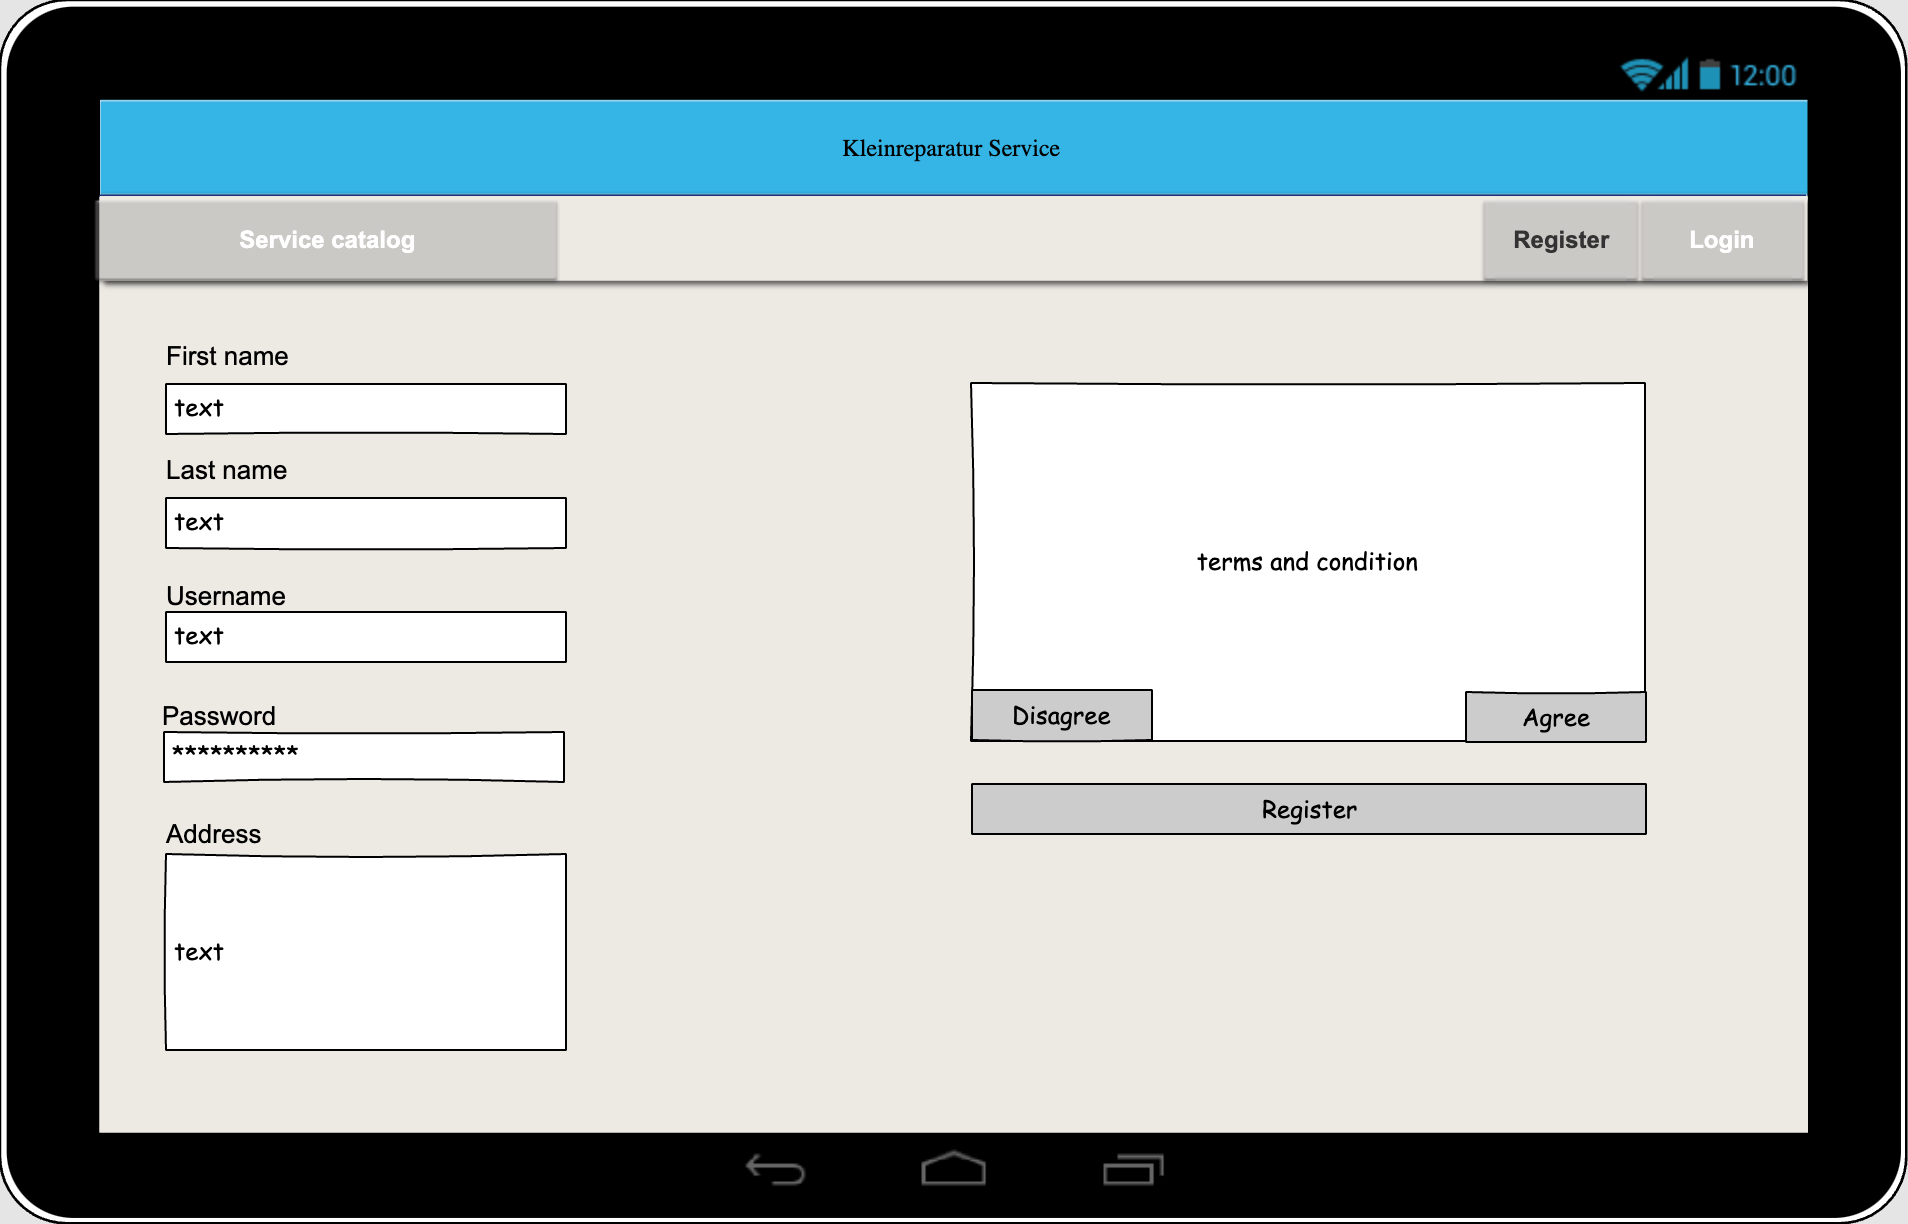 12:00
Kleinreparatur Service
Service catalog
Register
Login
First name
text
Last name
text
Username
text
Password
**********
Address
text
terms and condition
Disagree
Agree
Register